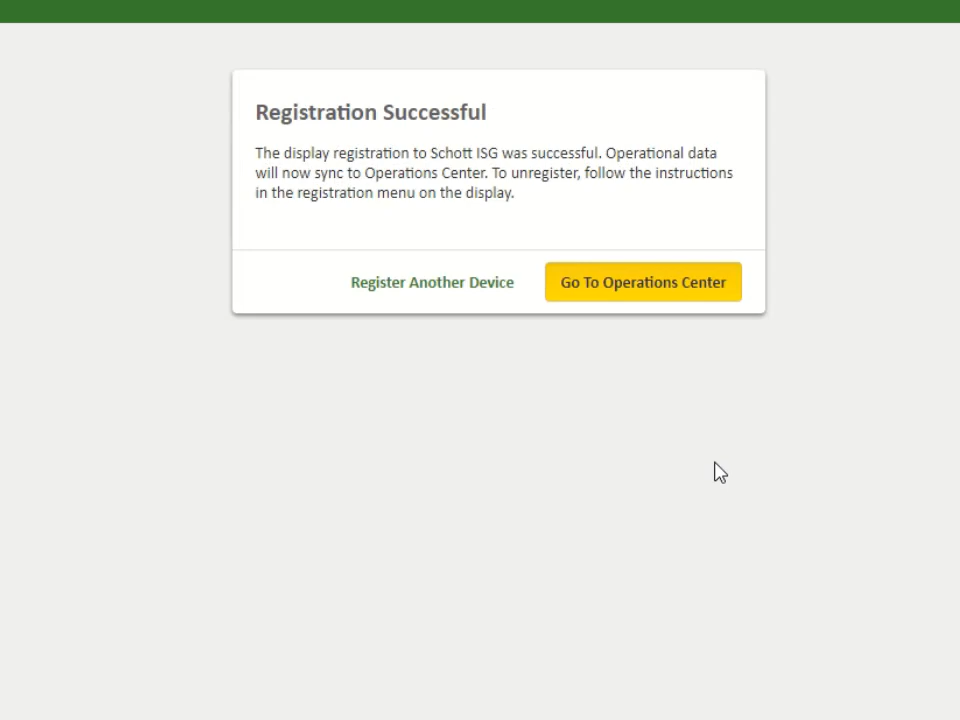 Registration Successful
The display registration to Schott ISG was successful. Operational data
will now sync to Operations Center. To unregister, follow the instructions
in the registration menu on the display.
Register Another Device
Go To Operations Center